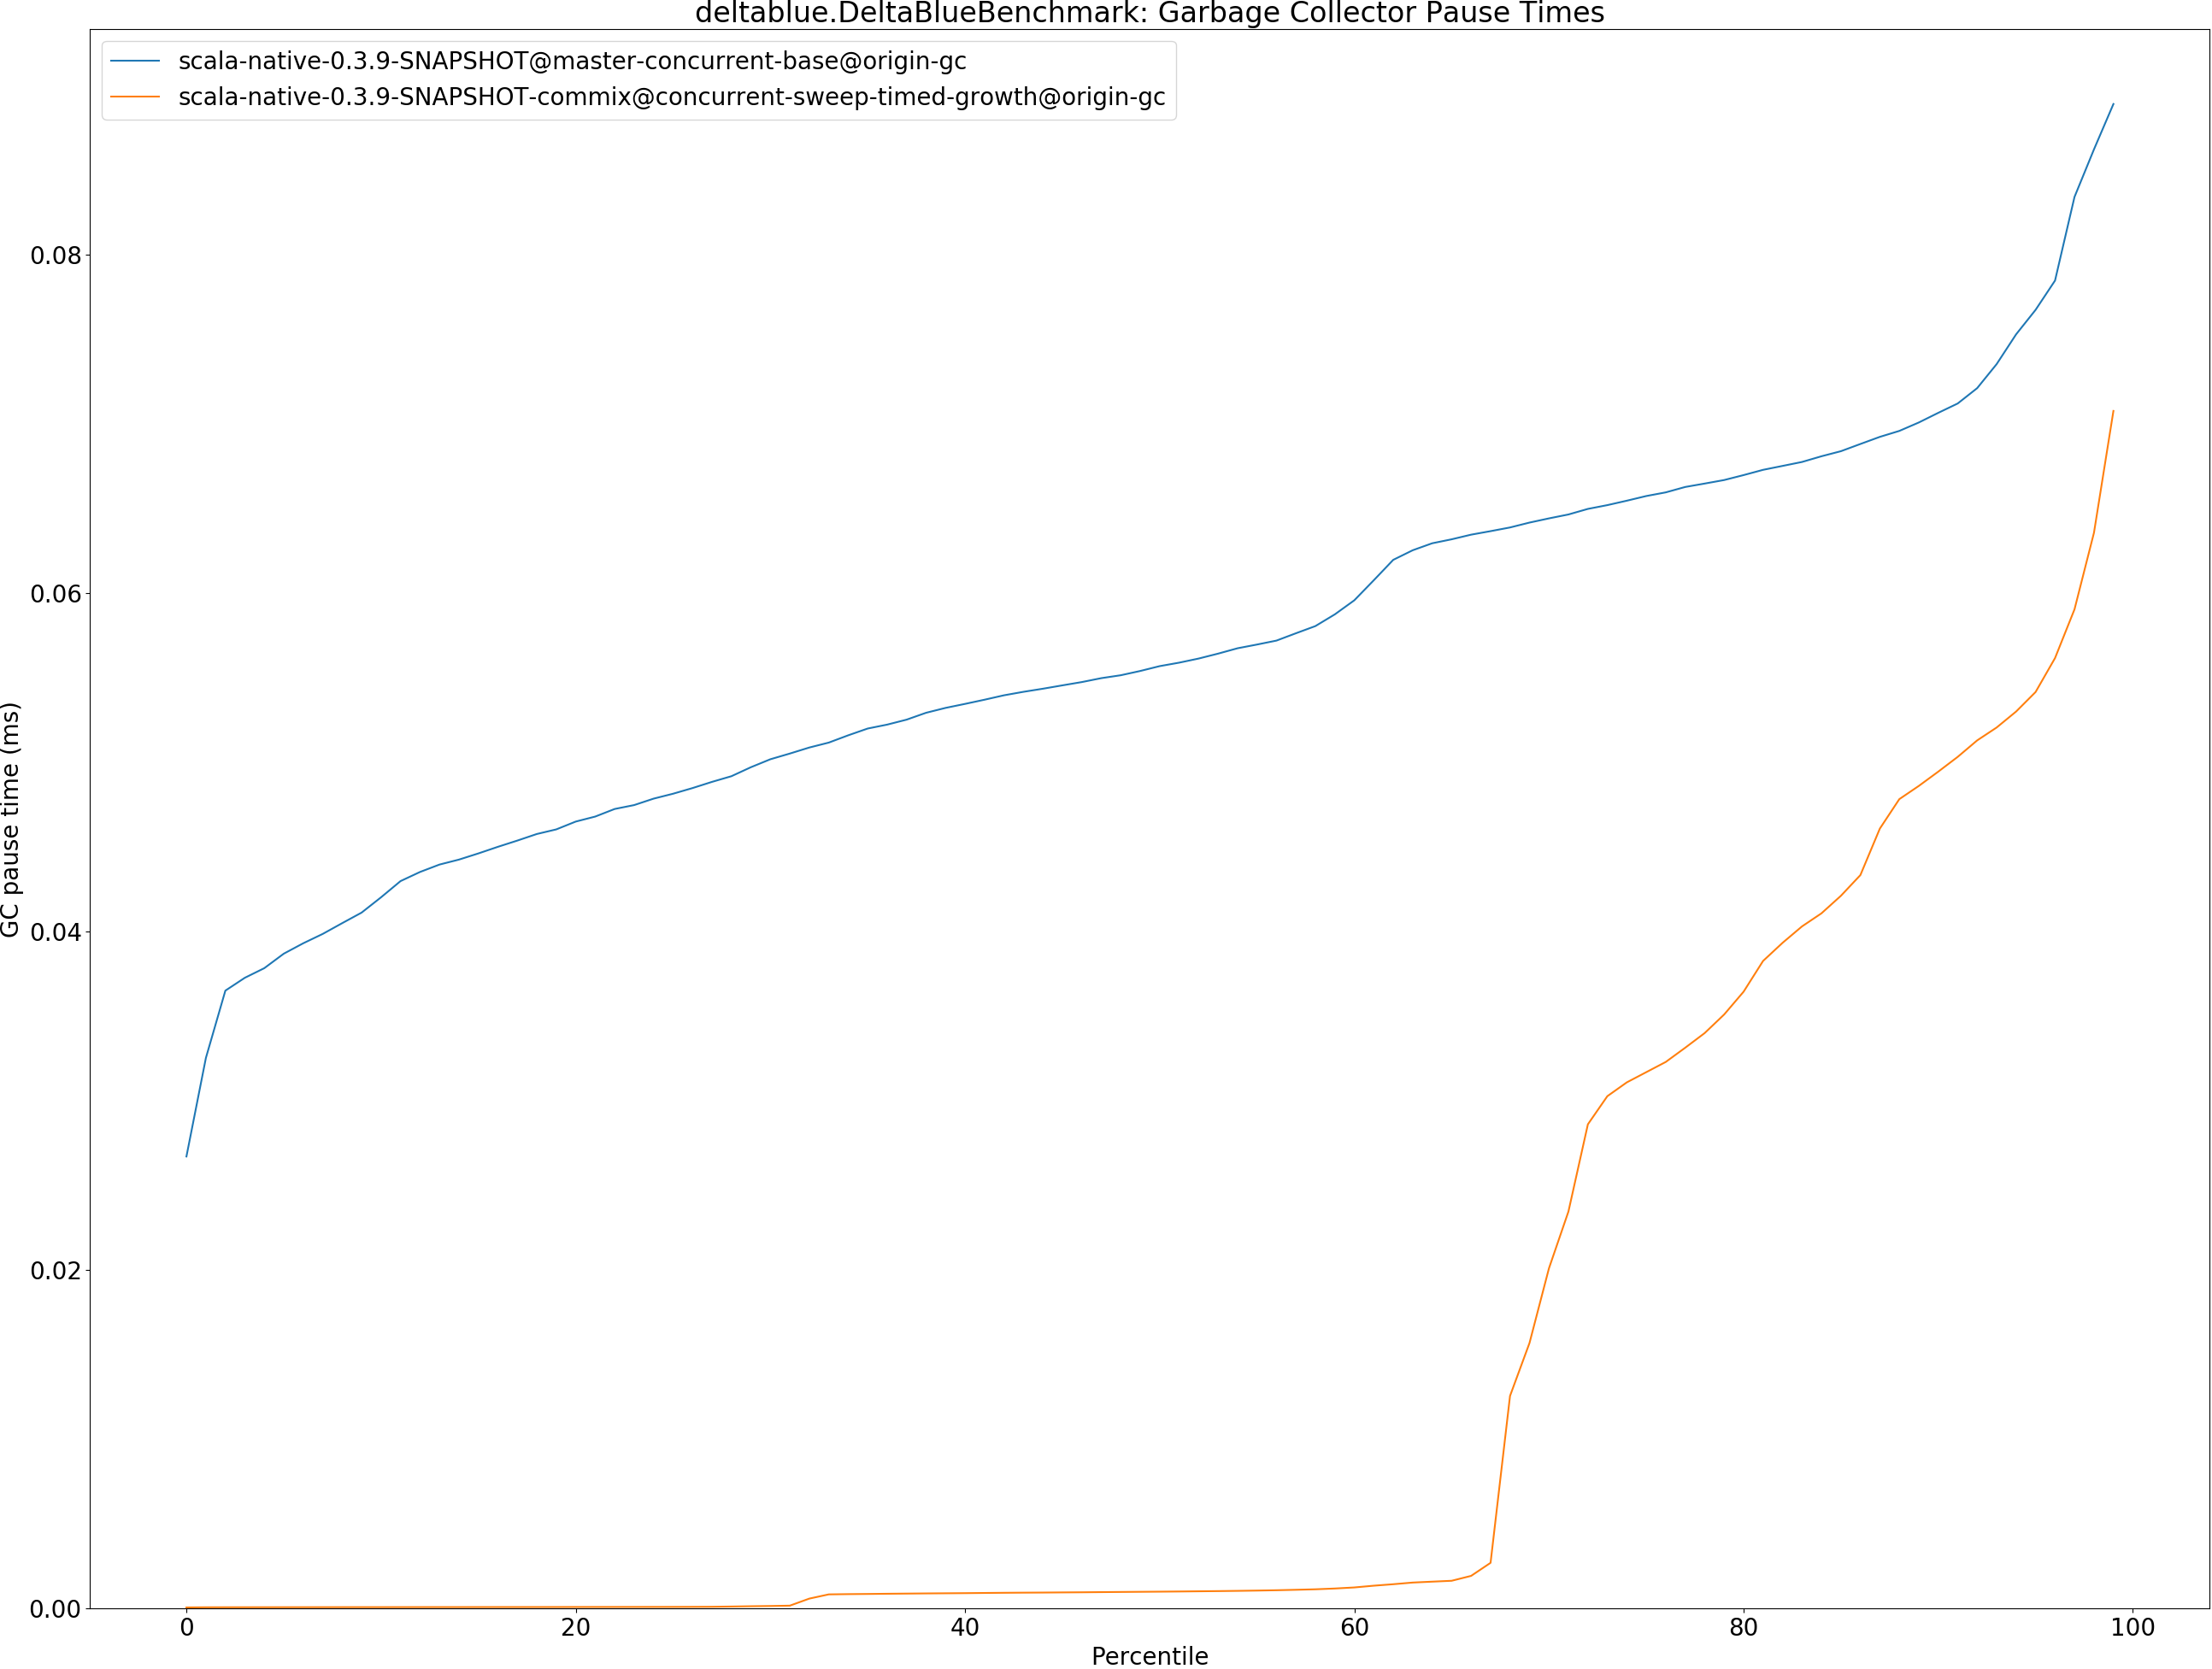 deltablue.DeltaBlueBenchmark: Garbage Collector Pause Times
scala-native-0.3.9-SNAPSHOT@master-concurrent-base@origin-gc
scala-native-0.3.9-SNAPSHOT-commix@concurrent-sweep-timed-growth@origin-gc
GC pause time (ms)
0.08
0.06
0.04
0.02
0.00
0 20 40 60 80 100
Percentile